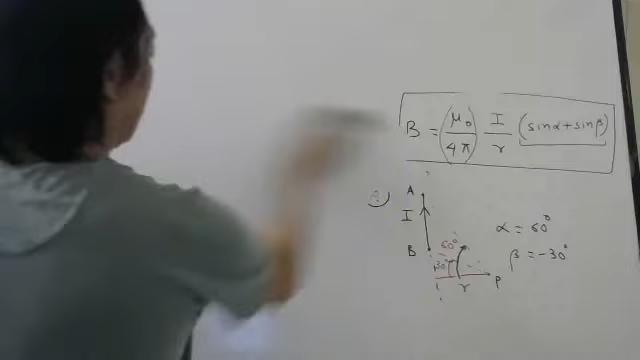 B = (μ₀/4π) I/r (sinα+sinβ)
A
I
B
60°
30°
r
P
α = 60°
β = -30°